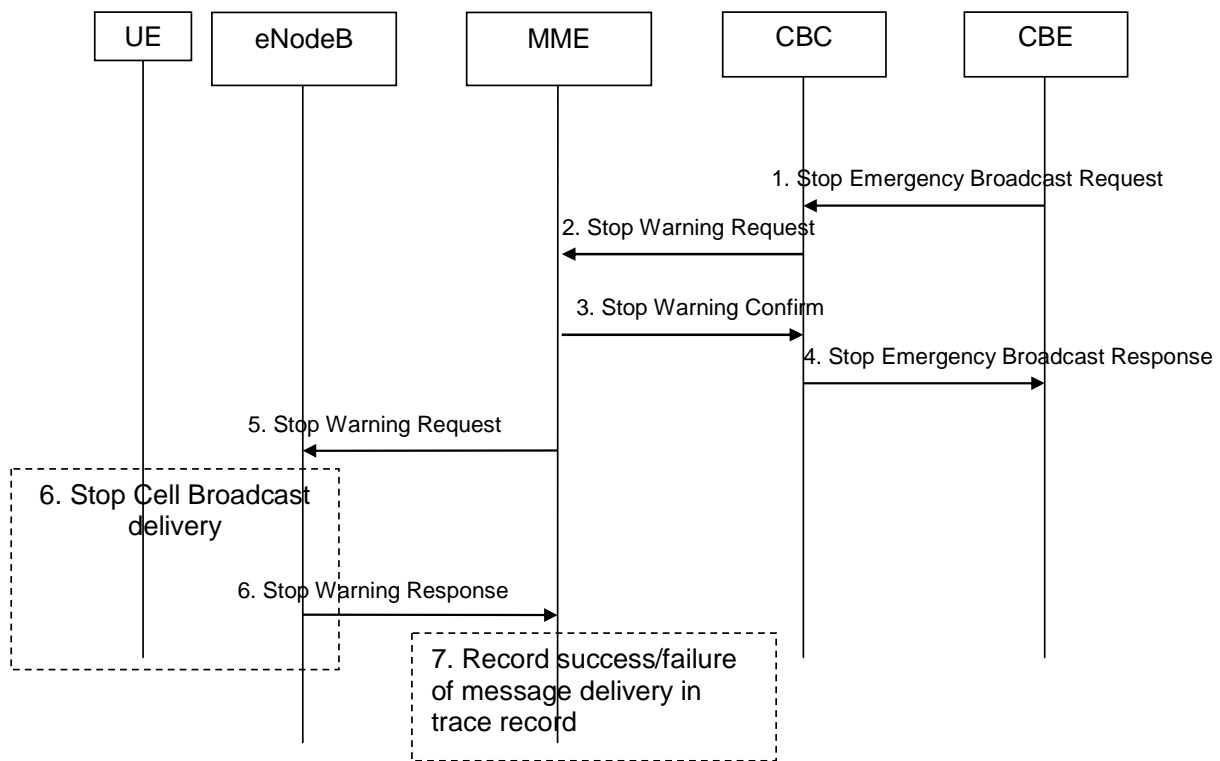 UE
eNodeB
MME
CBC
CBE
1. Stop Emergency Broadcast Request
2. Stop Warning Request
3. Stop Warning Confirm
4. Stop Emergency Broadcast Response
5. Stop Warning Request
6. Stop Cell Broadcast
delivery
6. Stop Warning Response
7. Record success/failure
of message delivery in
trace record